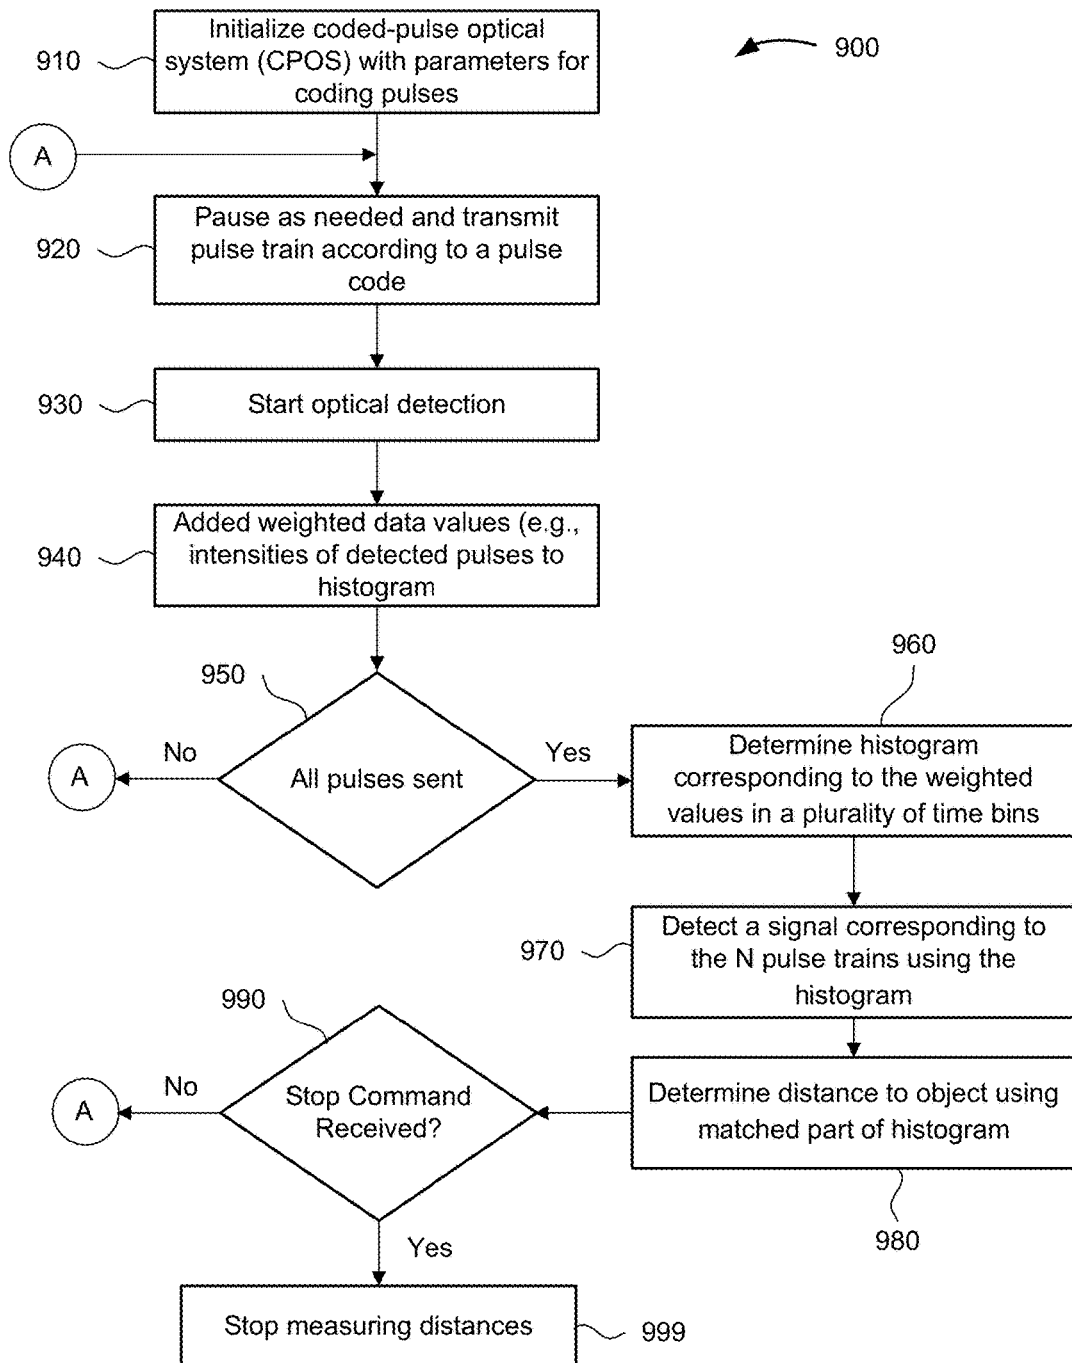 Initialize coded-pulse optical
system (CPOS) with parameters for
coding pulses
910
900
A
Pause as needed and transmit
pulse train according to a pulse
code
920
Start optical detection
930
Added weighted data values (e.g.,
intensities of detected pulses to
histogram
940
950
All pulses sent
No
A
Yes
960
Determine histogram
corresponding to the weighted
values in a plurality of time bins
Detect a signal corresponding to
the N pulse trains using the
histogram
970
Determine distance to object using
matched part of histogram
980
990
Stop Command
Received?
No
A
Yes
Stop measuring distances
999